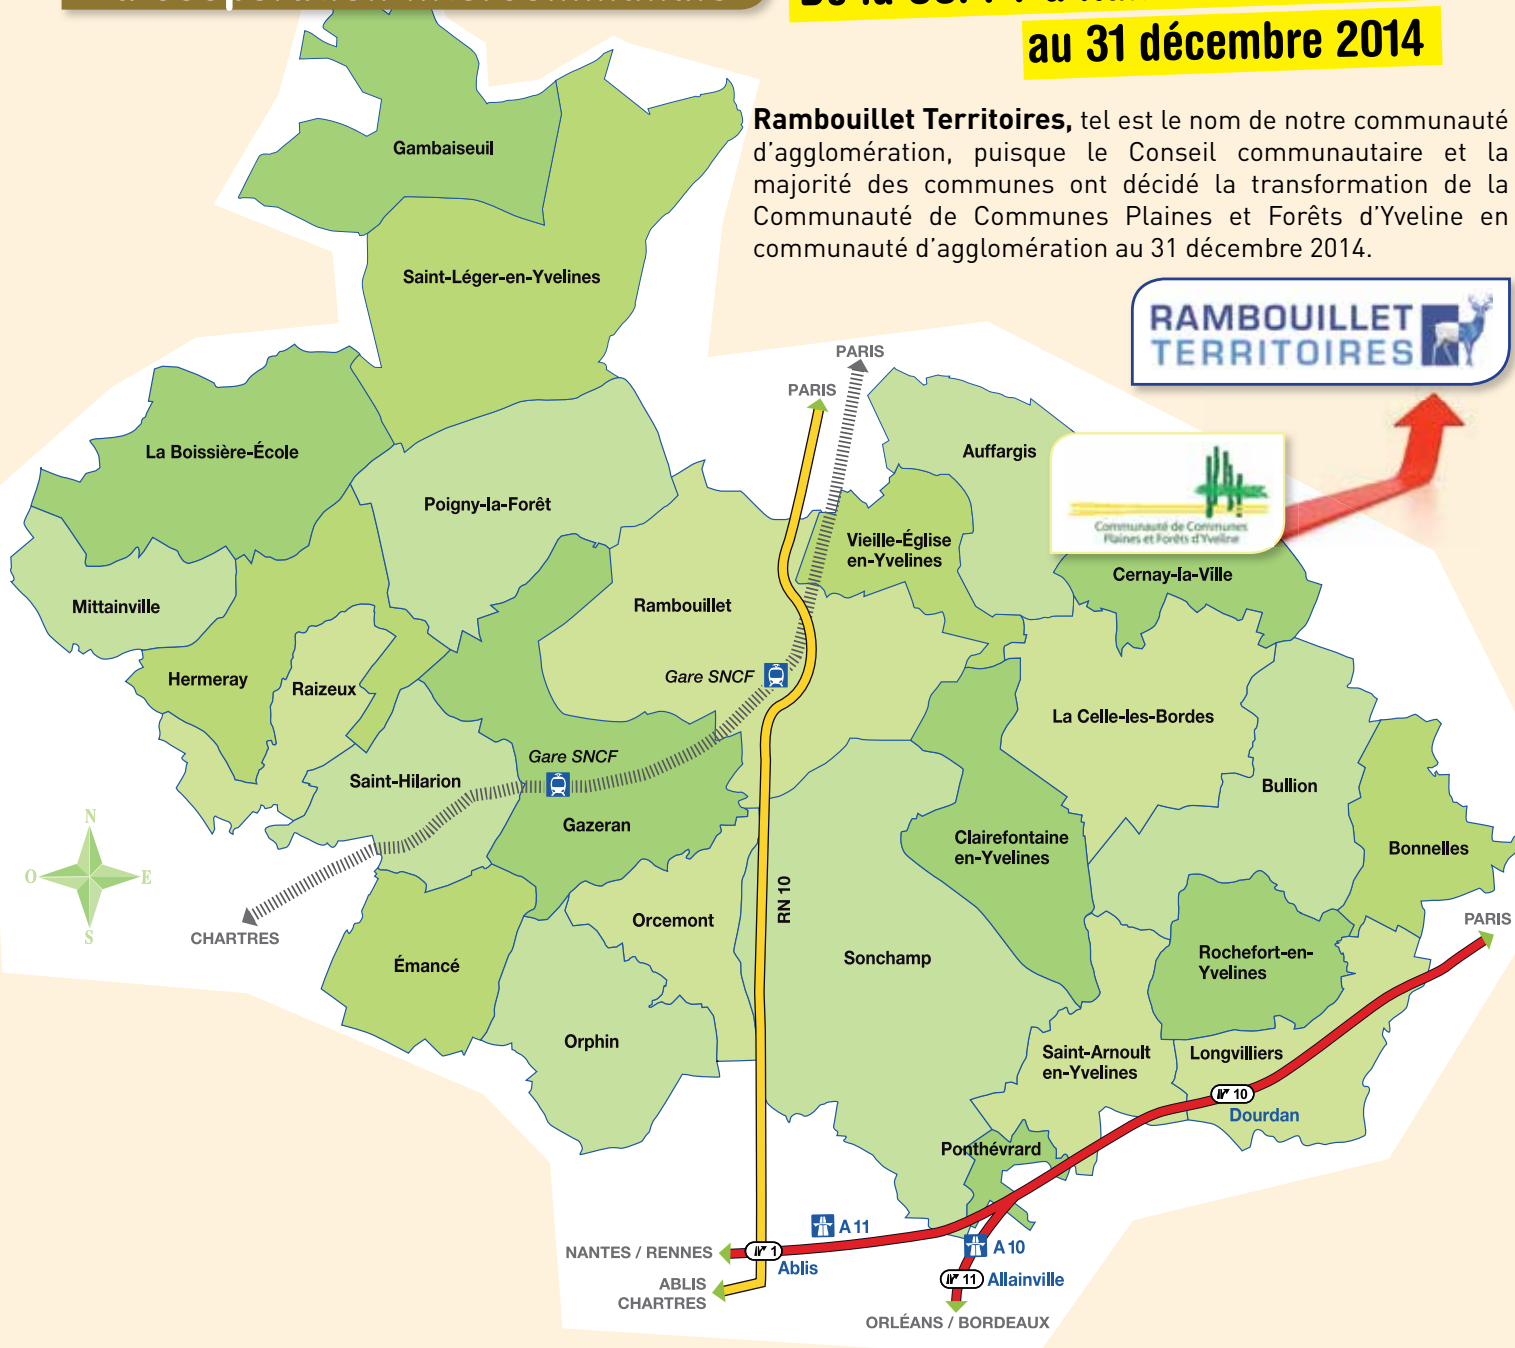 au 31 décembre 2014
Rambouillet Territoires, tel est le nom de notre communauté
d'agglomération, puisque le Conseil communautaire et la
majorité des communes ont décidé la transformation de la
Communauté de Communes Plaines et Forêts d'Yveline en
communauté d'agglomération au 31 décembre 2014.
RAMBOUILLET
TERRITOIRES
Communauté de Communes
Plaines et Forêts d'Yveline
Gambaiseuil
Saint-Léger-en-Yvelines
PARIS
PARIS
La Boissière-École
Auffargis
Poigny-la-Forêt
Vieille-Église
en-Yvelines
Cernay-la-Ville
Mittainville
Rambouillet
Hermeray
Raizeux
Gare SNCF
La Celle-les-Bordes
Gare SNCF
Saint-Hilarion
Bullion
Gazeran
Clairefontaine
en-Yvelines
Bonnelles
N
O
E
S
RN 10
Orcemont
PARIS
CHARTRES
Émancé
Sonchamp
Rochefort-en-
Yvelines
Orphin
Saint-Arnoult
en-Yvelines
Longvilliers
10
Dourdan
Ponthévrard
A 11
NANTES / RENNES
1
Ablis
A 10
ABLIS
CHARTRES
11
Allainville
ORLÉANS / BORDEAUX